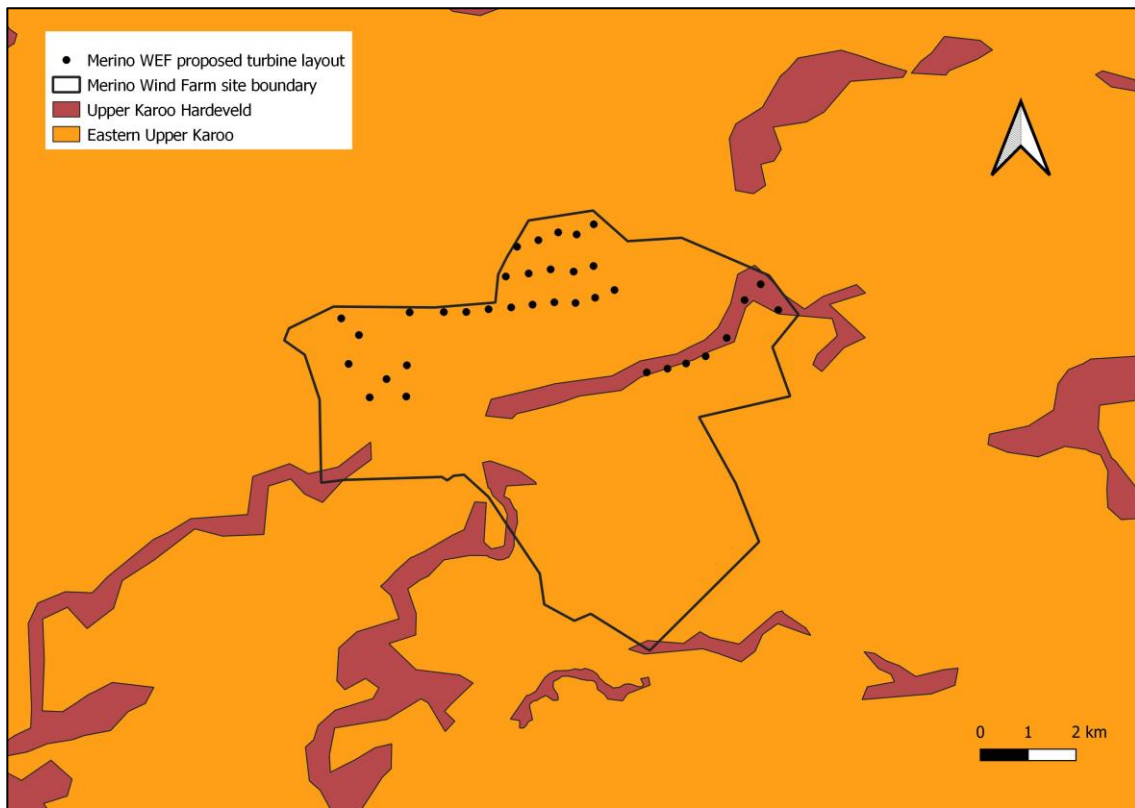 Merino WEF proposed turbine layout
Merino Wind Farm site boundary
Upper Karoo Hardeveld
Eastern Upper Karoo
0 1 2 km